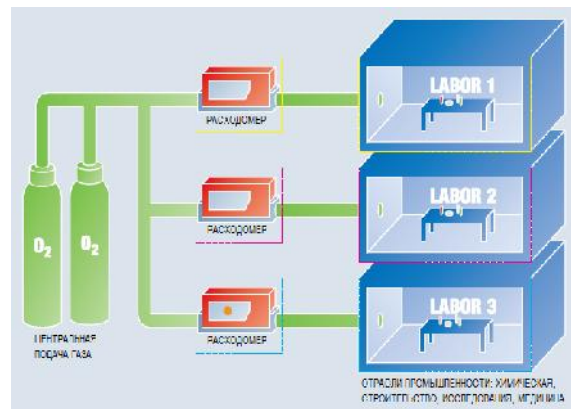 LABOR 1
РАСХОДОМЕР
O2
O2
LABOR 2
РАСХОДОМЕР
LABOR 3
РАСХОДОМЕР
ЦЕНТРАЛЬНАЯ
ПОДАЧА ГАЗА
ОТРАСЛИ ПРОМЫШЛЕННОСТИ: ХИМИЧЕСКАЯ,
СТРОИТЕЛЬСТВО, ИССЛЕДОВАНИЯ, МЕДИЦИНА